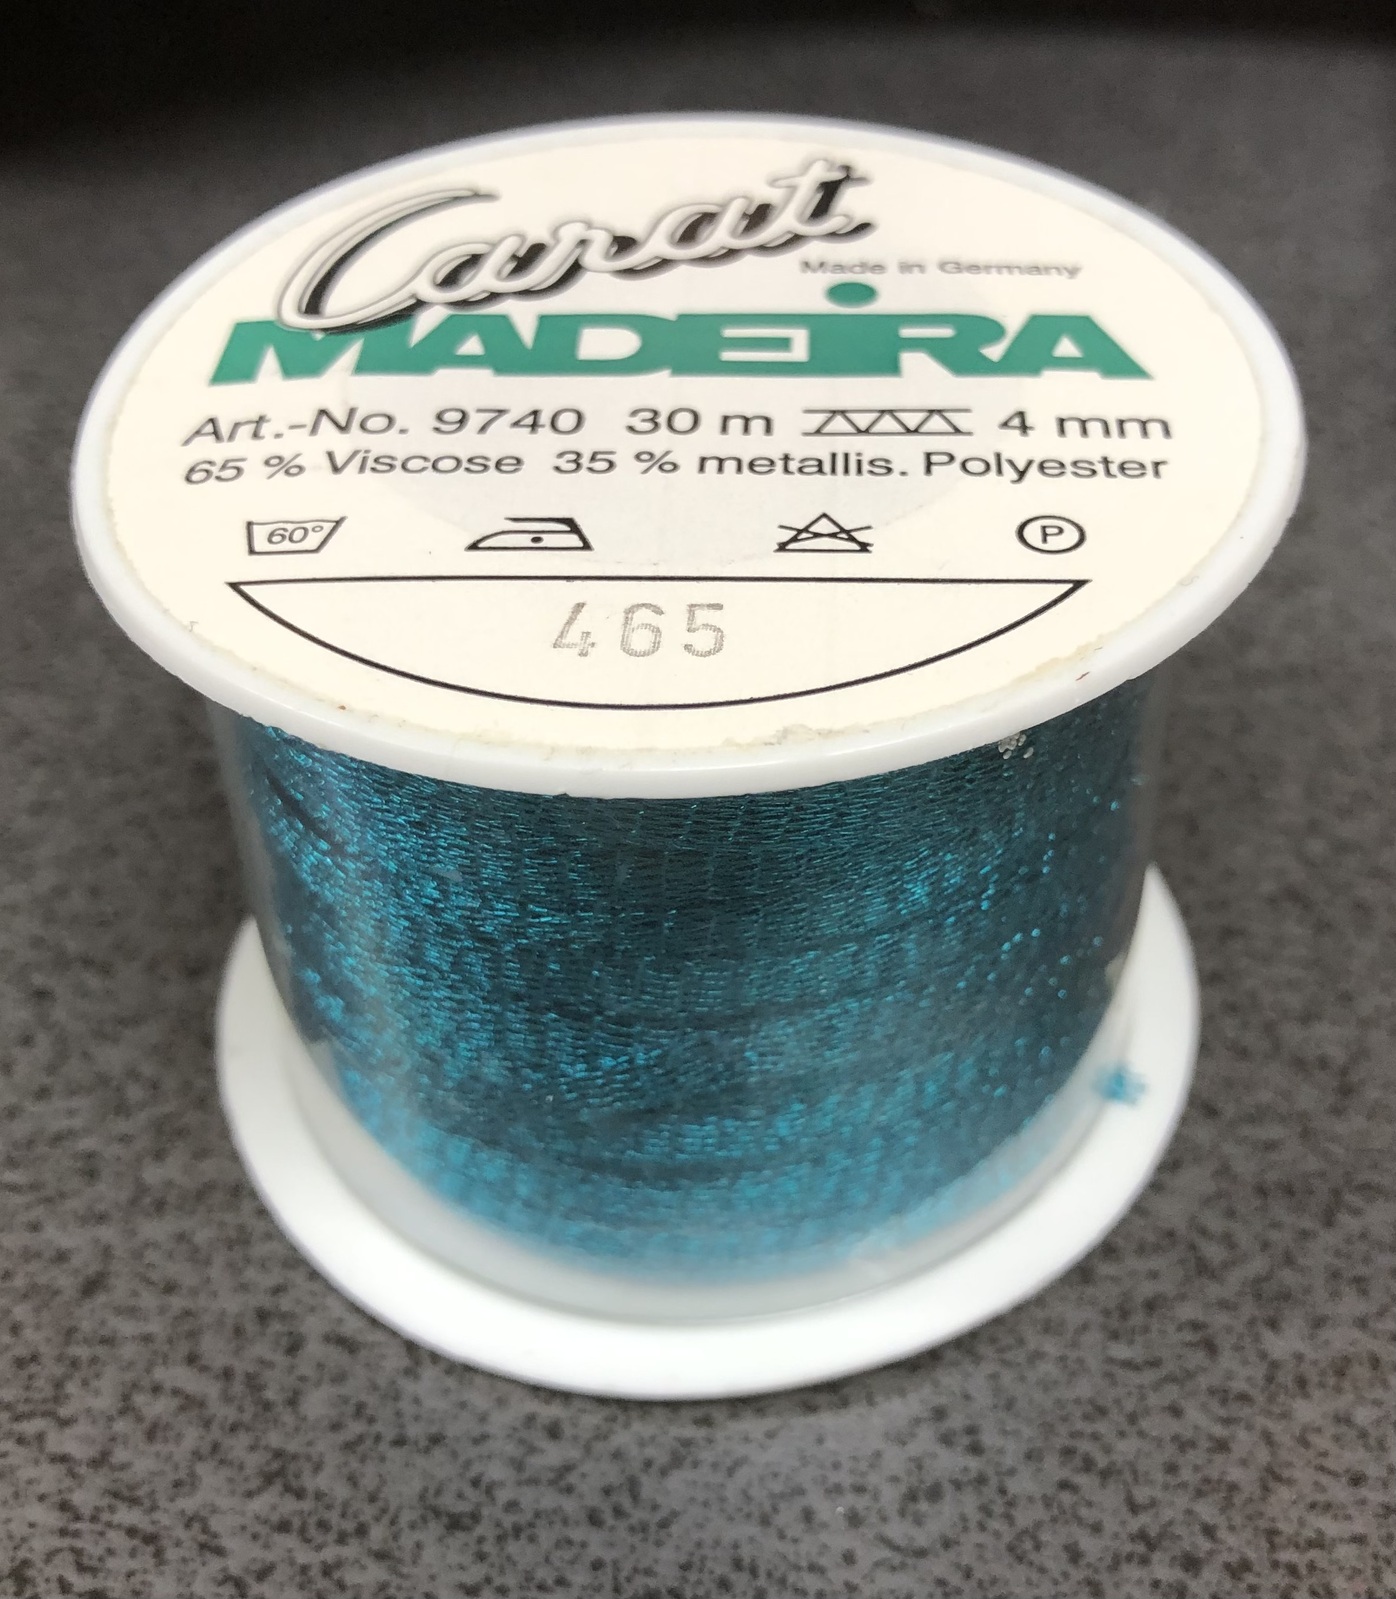 Carat
Made in Germany
MADEiRA
Art.-No. 9740 30 m 4 mm
65 % Viscose 35 % metallis. Polyester
60° P
465